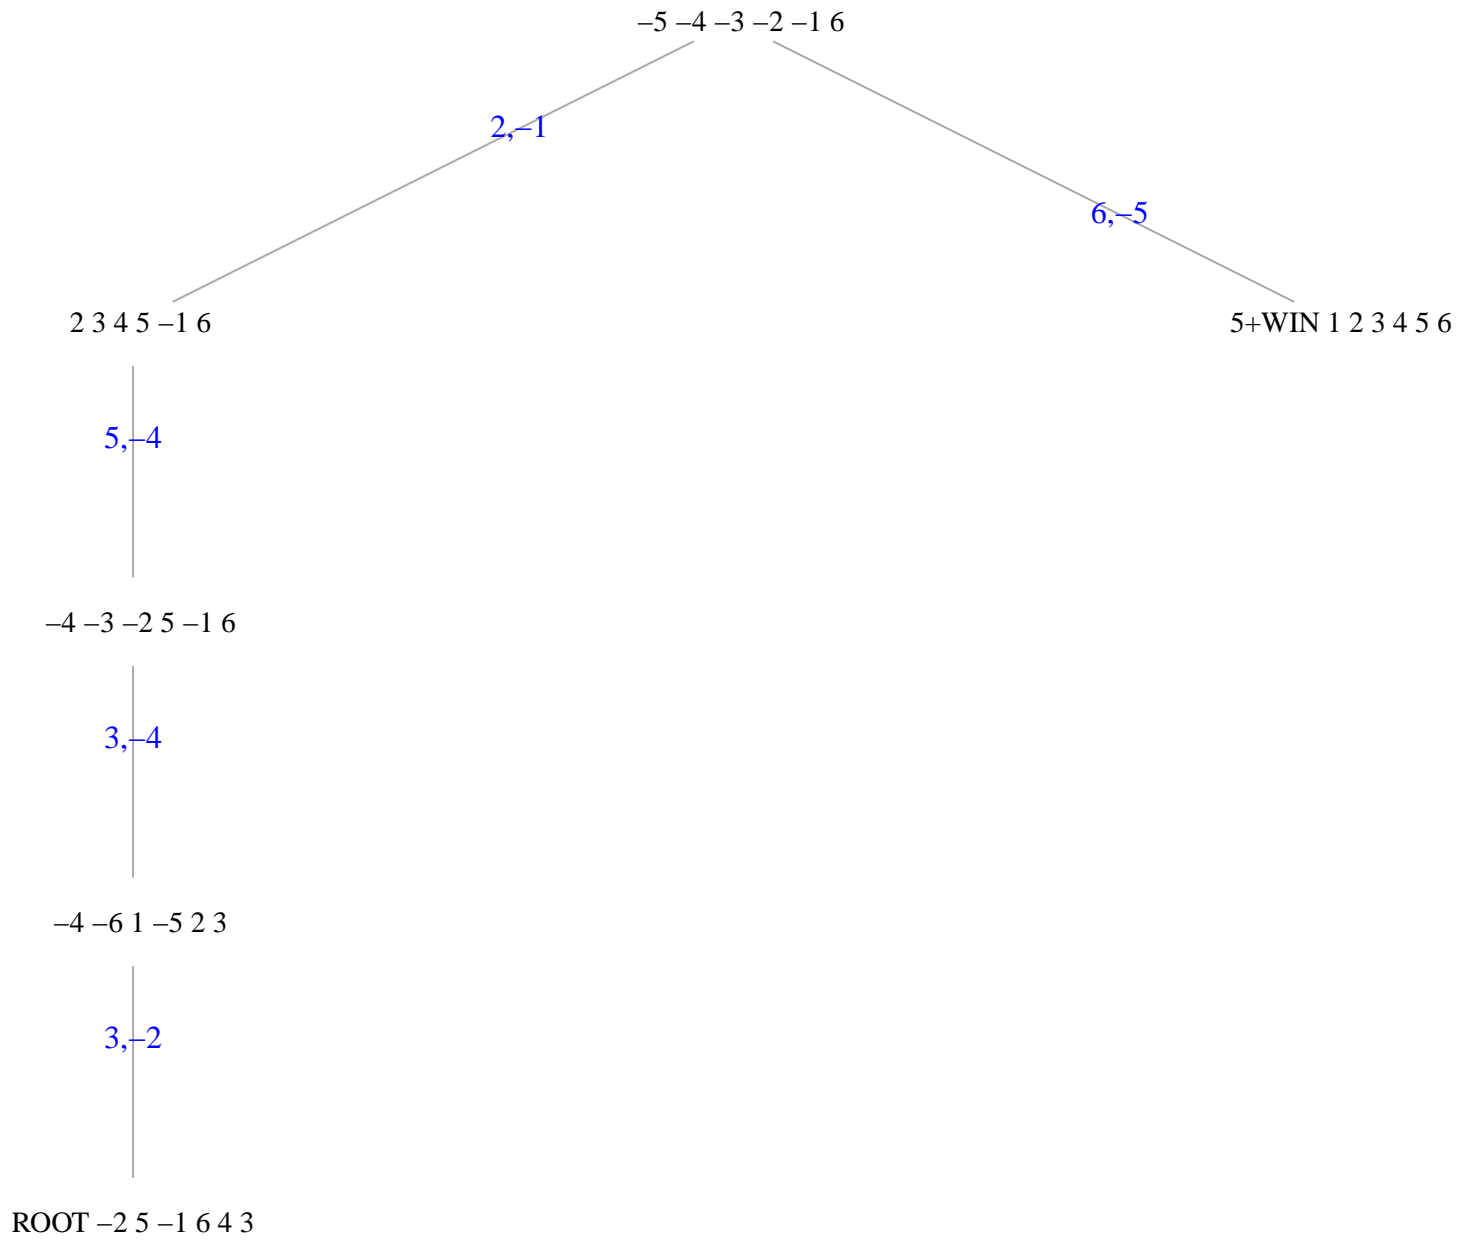 –5 –4 –3 –2 –1 6
2,–1
6,–5
2 3 4 5 –1 6
5+WIN 1 2 3 4 5 6
5,–4
–4 –3 –2 5 –1 6
3,–4
–4 –6 1 –5 2 3
3,–2
ROOT –2 5 –1 6 4 3